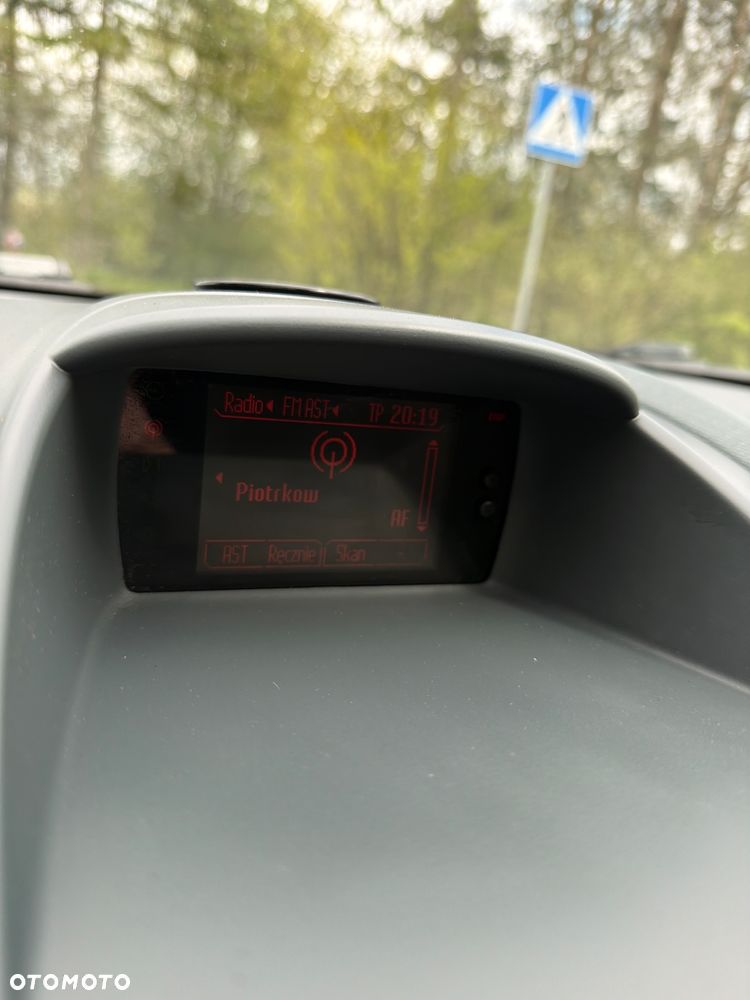 Radio FM AST TP 20:19
Piotrkow
AF
AST Ręcznie Skan -
OTOMOTO